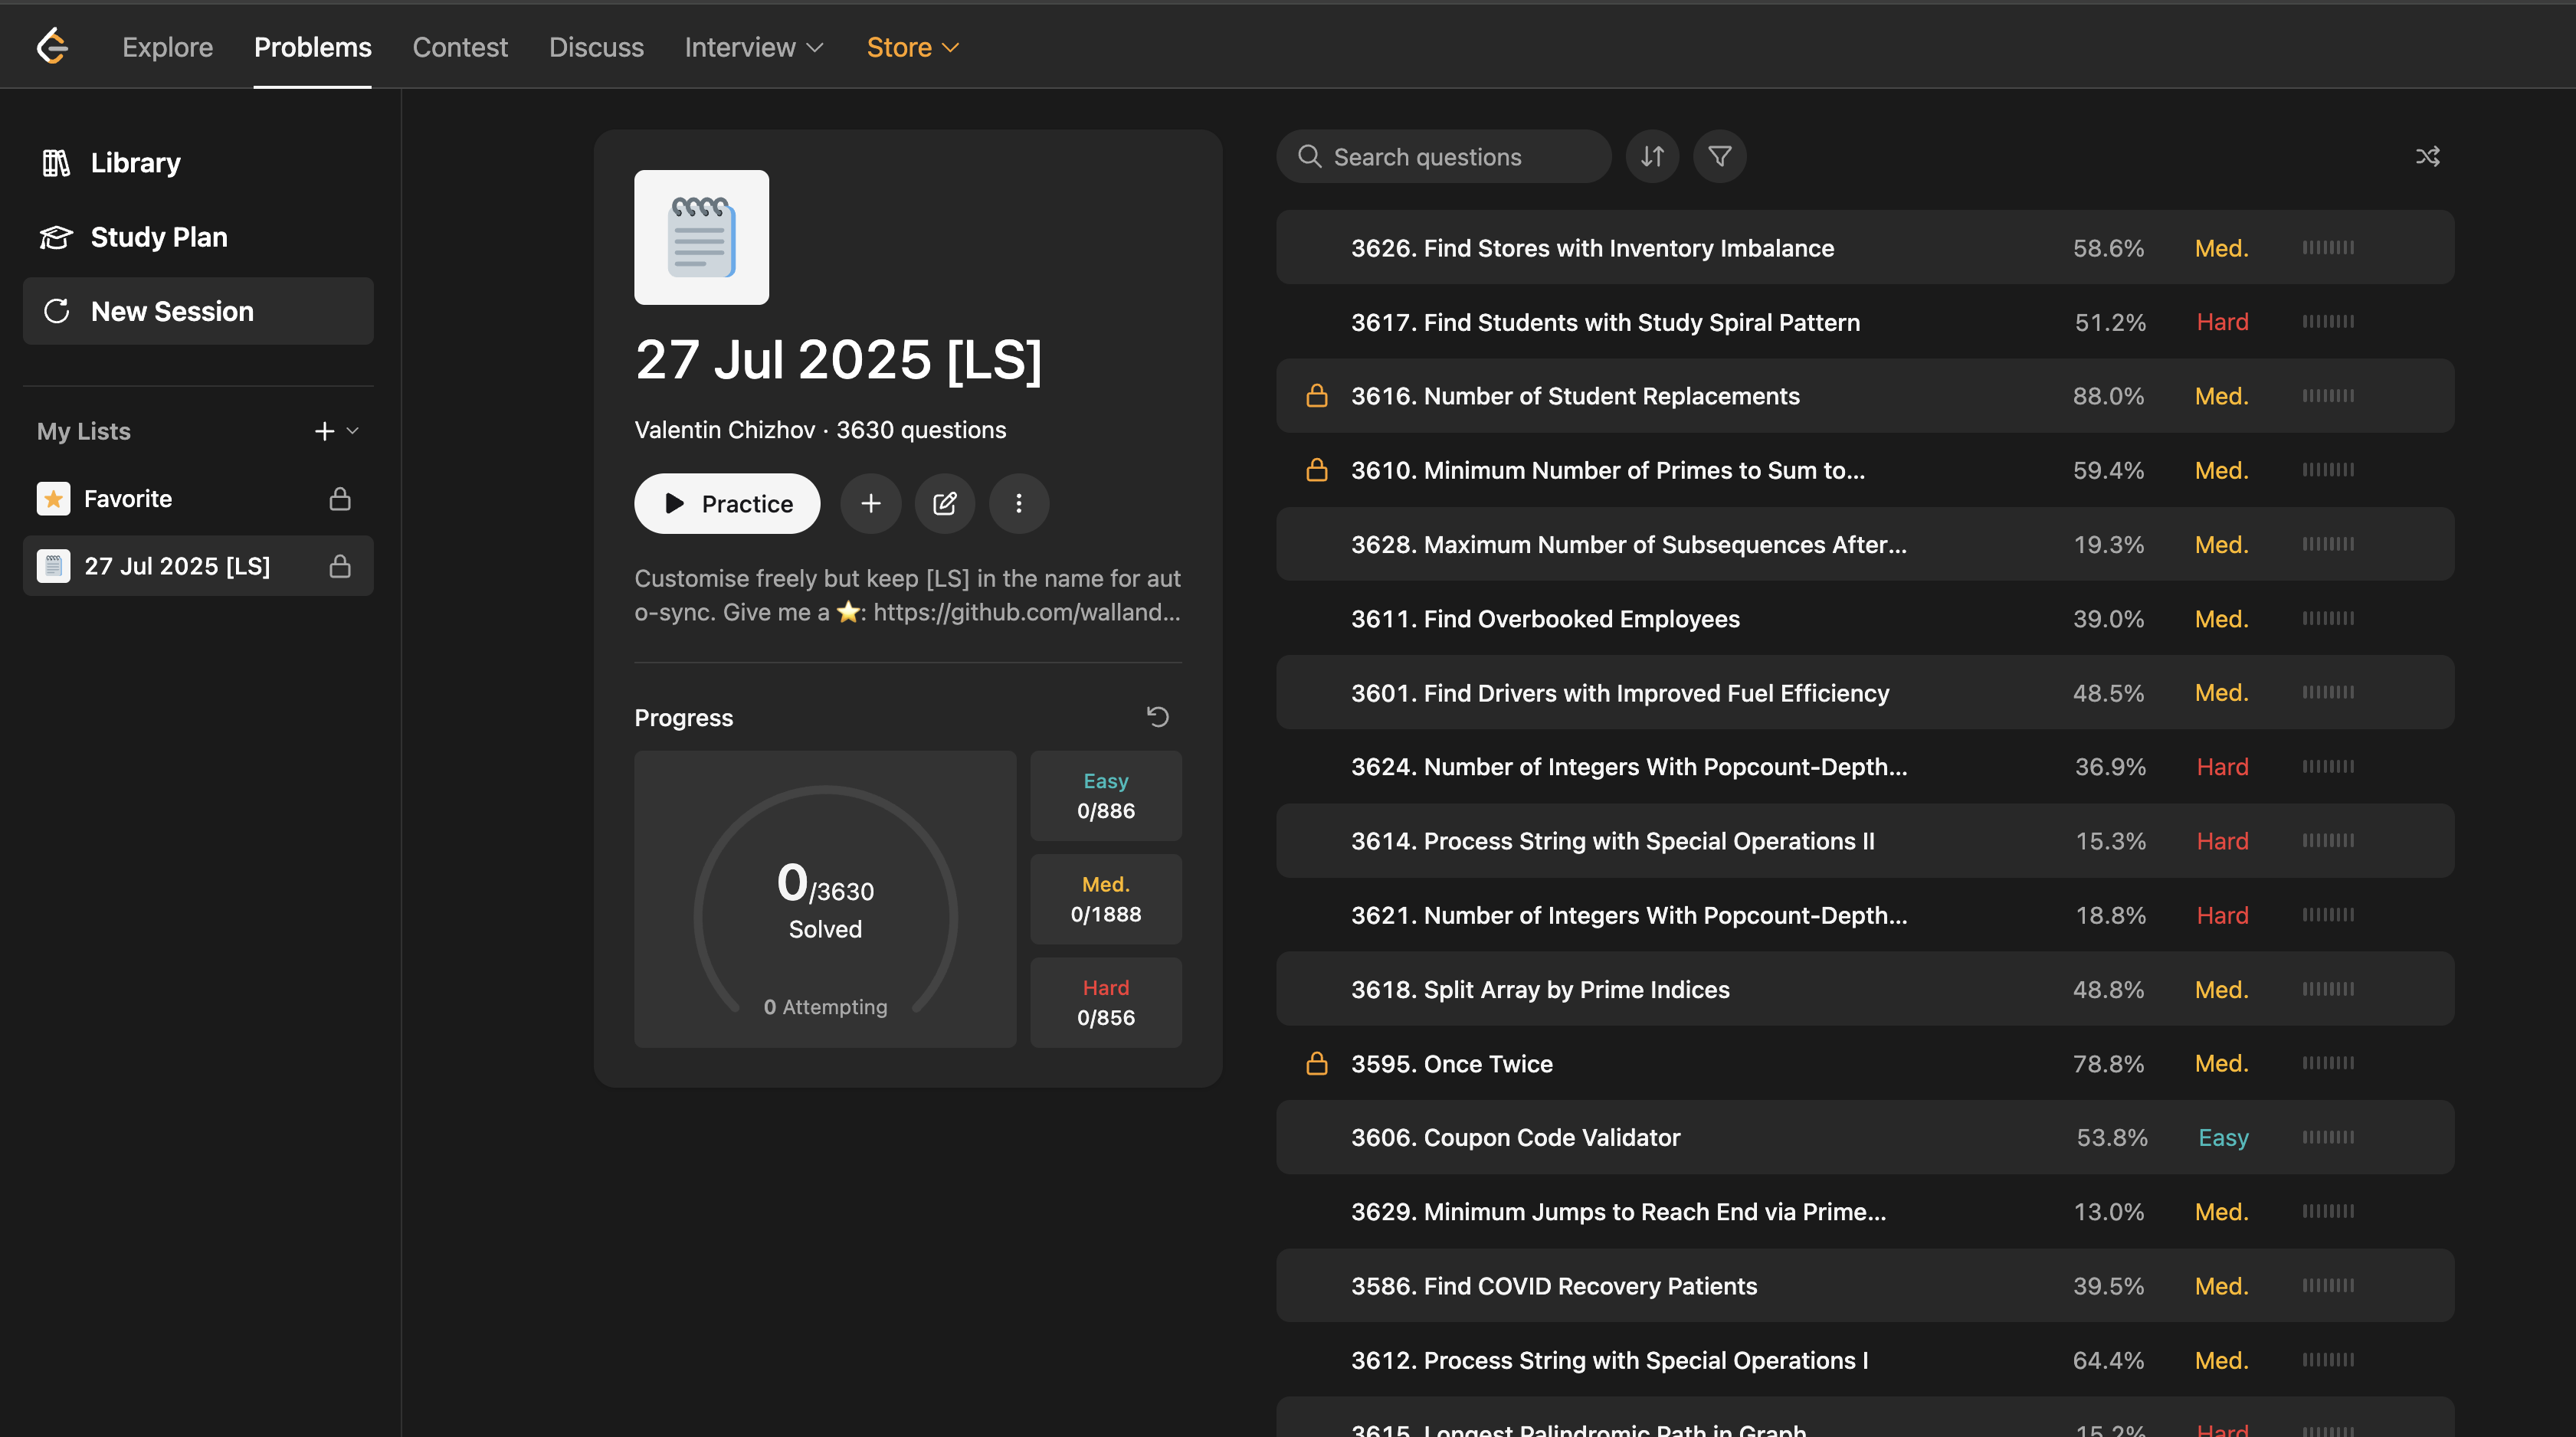 Explore Problems Contest Discuss Interview Store
Library
Study Plan
New Session
My Lists
Favorite
27 Jul 2025 [LS]
27 Jul 2025 [LS]
Valentin Chizhov · 3630 questions
Practice
Customise freely but keep [LS] in the name for aut
o-sync. Give me a ⭐: https://github.com/walland...
Progress
0/3630
Solved
0 Attempting
Easy
0/886
Med.
0/1888
Hard
0/856
Search questions
3626. Find Stores with Inventory Imbalance 58.6% Med.
3617. Find Students with Study Spiral Pattern 51.2% Hard
3616. Number of Student Replacements 88.0% Med.
3610. Minimum Number of Primes to Sum to... 59.4% Med.
3628. Maximum Number of Subsequences After... 19.3% Med.
3611. Find Overbooked Employees 39.0% Med.
3601. Find Drivers with Improved Fuel Efficiency 48.5% Med.
3624. Number of Integers With Popcount-Depth... 36.9% Hard
3614. Process String with Special Operations II 15.3% Hard
3621. Number of Integers With Popcount-Depth... 18.8% Hard
3618. Split Array by Prime Indices 48.8% Med.
3595. Once Twice 78.8% Med.
3606. Coupon Code Validator 53.8% Easy
3629. Minimum Jumps to Reach End via Prime... 13.0% Med.
3586. Find COVID Recovery Patients 39.5% Med.
3612. Process String with Special Operations I 64.4% Med.
3615. Longest Palindromic Path in Graph 15.2% Hard